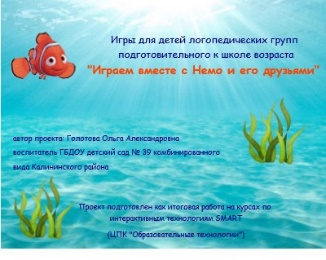 Игры для детей логопедических групп
подготовительного к школе возраста
"Играем вместе с Немо и его друзьями"
автор проекта: Голотова Ольга Александровна
воспитатель ГБДОУ детский сад № 39 комбинированного
вида Калининского района
Проект подготовлен как итоговая работа на курсах по
интерактивным технологиям SMART
(ЦПК "Образовательные технологии")